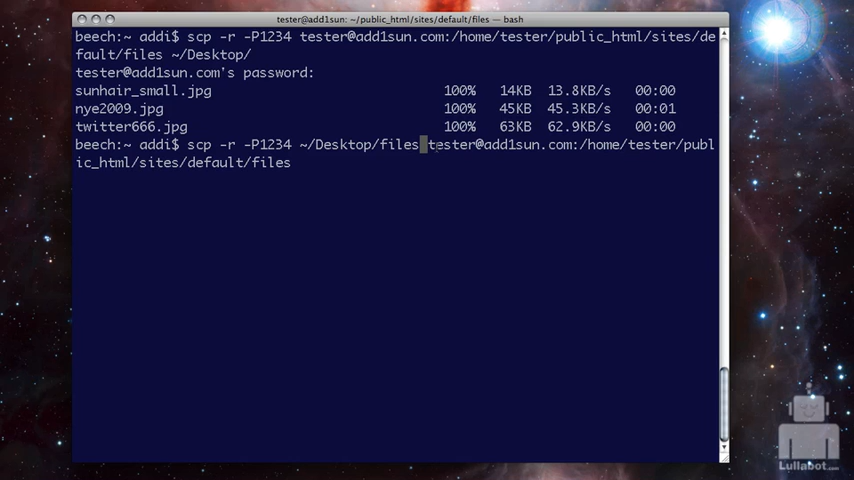 tester@add1sun: ~/public_html/sites/default/files — bash
beech:~ addi$ scp -r -P1234 tester@add1sun.com:/home/tester/public_html/sites/de
fault/files ~/Desktop/
tester@add1sun.com's password:
sunhair_small.jpg 100% 14KB 13.8KB/s 00:00
nye2009.jpg 100% 45KB 45.3KB/s 00:01
twitter666.jpg 100% 63KB 62.9KB/s 00:00
beech:~ addi$ scp -r -P1234 ~/Desktop/files tester@add1sun.com:/home/tester/publ
ic_html/sites/default/files
Lullabot.com